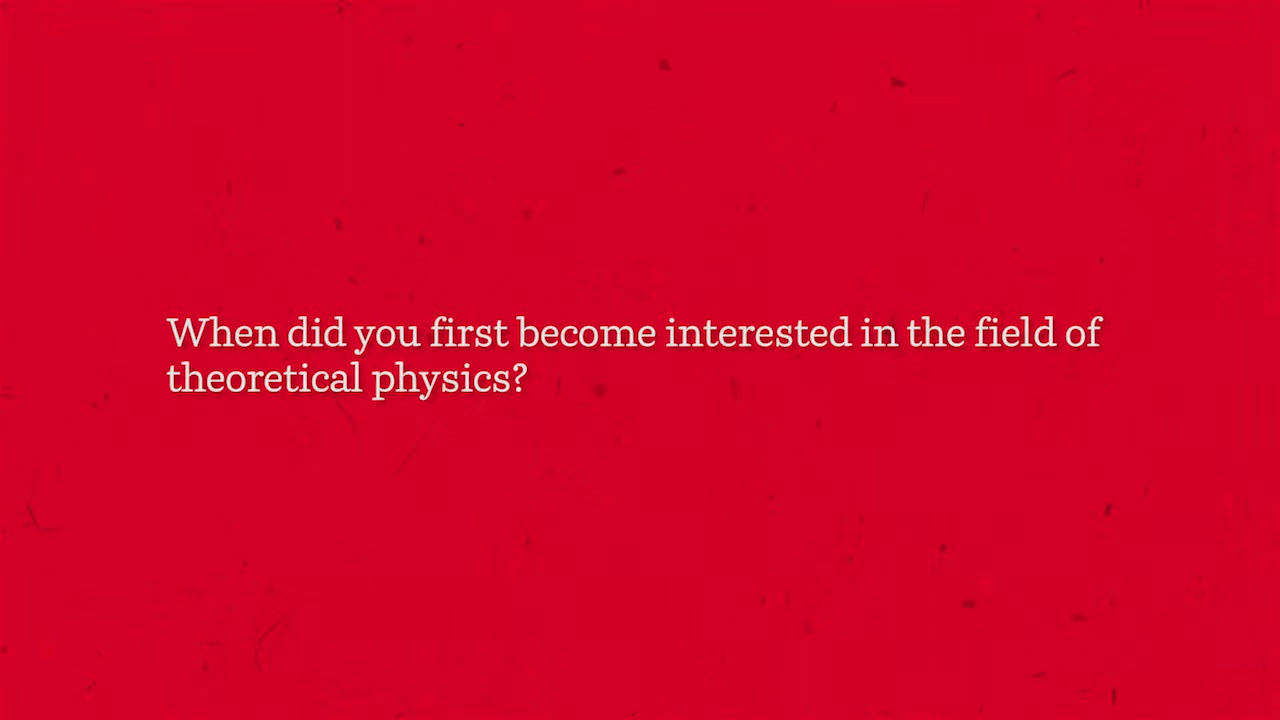 When did you first become interested in the field of
theoretical physics?